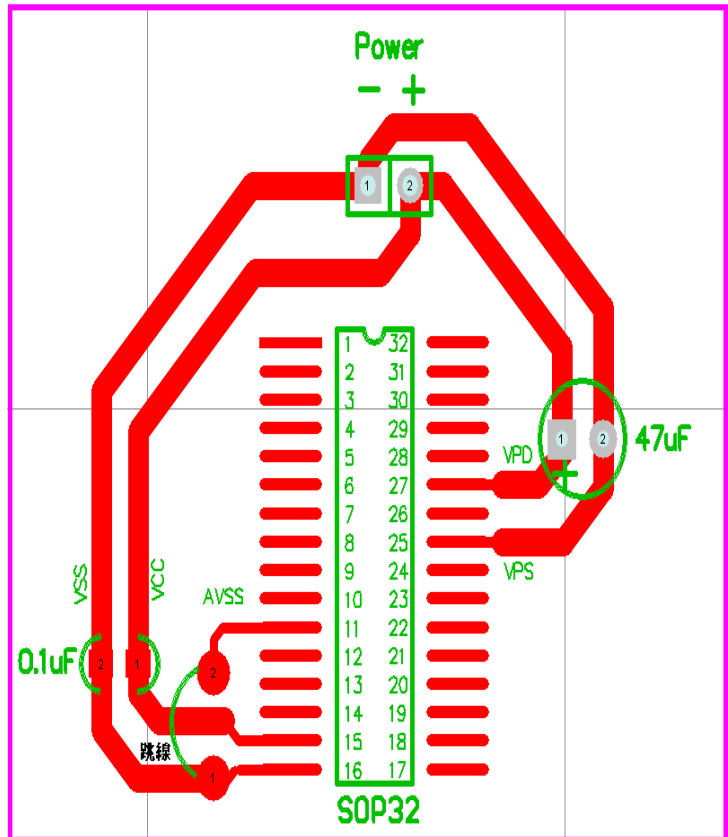 Power
- +
1 2
1 32
2 31
3 30
4 29
5 28
6 27
7 26
8 25
9 24
10 23
11 22
12 21
13 20
14 19
15 18
16 17
SOP32
VPD
VPS
1 2
+
47uF
VSS
VCC
AVSS
0.1uF
2 1
2
跳線
1